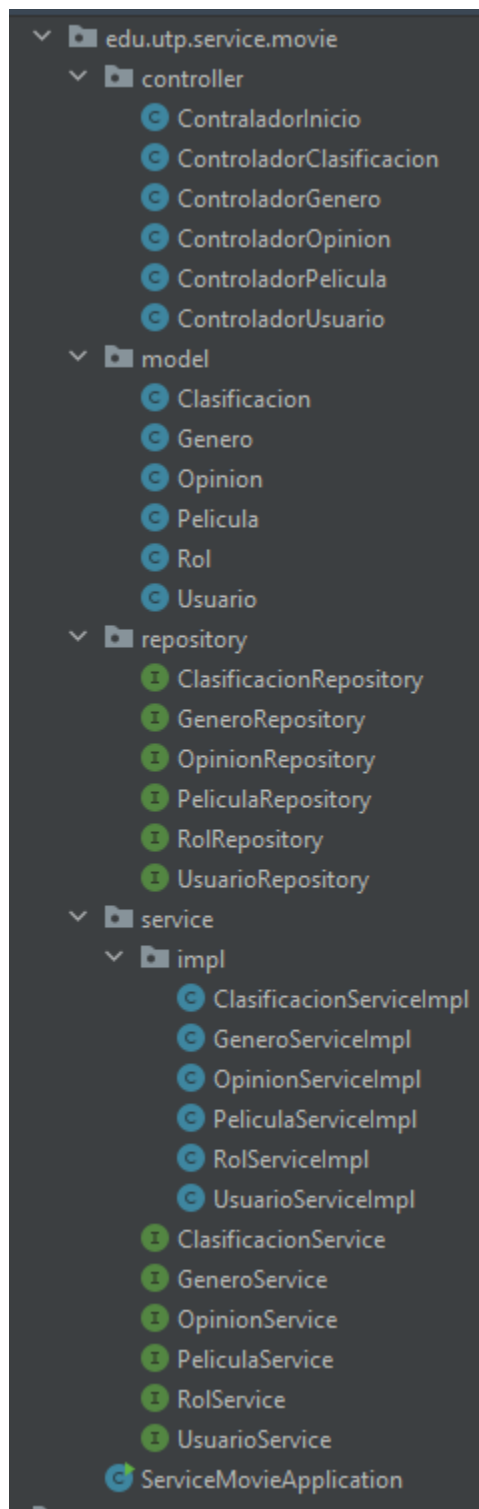 edu.utp.service.movie
controller
ContraladorInicio
ControladorClasificacion
ControladorGenero
ControladorOpinion
ControladorPelicula
ControladorUsuario
model
Clasificacion
Genero
Opinion
Pelicula
Rol
Usuario
repository
ClasificacionRepository
GeneroRepository
OpinionRepository
PeliculaRepository
RolRepository
UsuarioRepository
service
impl
ClasificacionServiceImpl
GeneroServiceImpl
OpinionServiceImpl
PeliculaServiceImpl
RolServiceImpl
UsuarioServiceImpl
ClasificacionService
GeneroService
OpinionService
PeliculaService
RolService
UsuarioService
ServiceMovieApplication